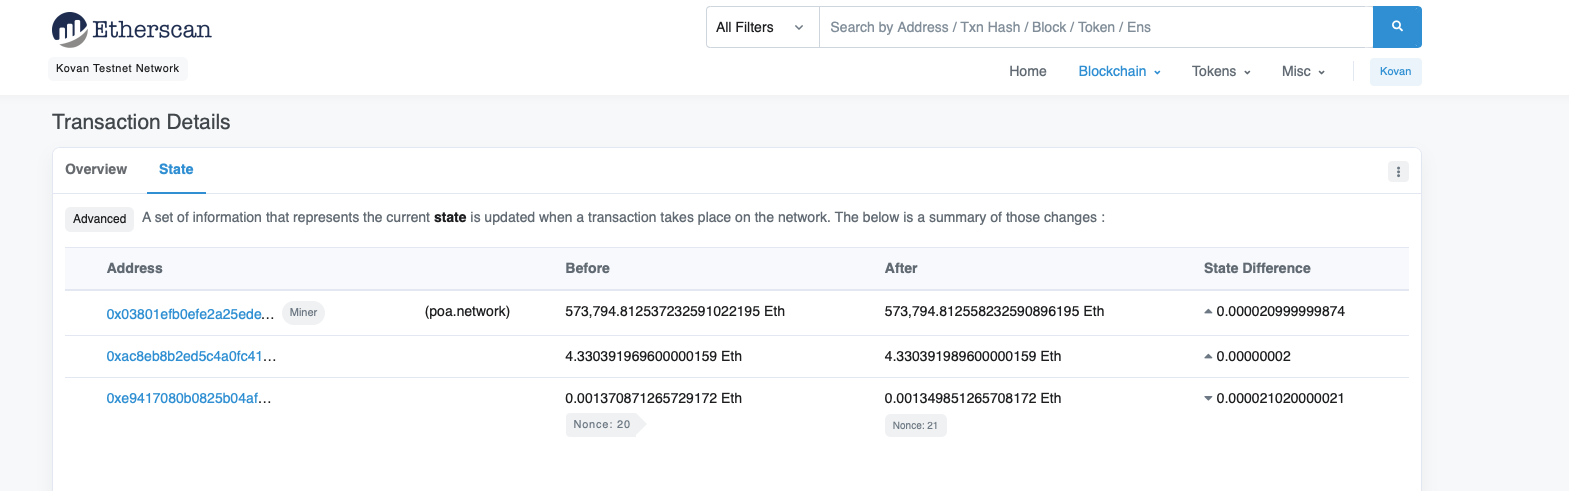 Etherscan
All Filters
Search by Address / Txn Hash / Block / Token / Ens
Kovan Testnet Network
Home Blockchain Tokens Misc Kovan
Transaction Details
Overview State
Advanced A set of information that represents the current state is updated when a transaction takes place on the network. The below is a summary of those changes :
Address Before After State Difference
0x03801efb0efe2a25ede... Miner (poa.network) 573,794.812537232591022195 Eth 573,794.812558232590896195 Eth 0.000020999999874
0xac8eb8b2ed5c4a0fc41... 4.330391969600000159 Eth 4.330391989600000159 Eth 0.00000002
0xe9417080b0825b04af... 0.001370871265729172 Eth 0.001349851265708172 Eth 0.000021020000021
Nonce: 20 Nonce: 21